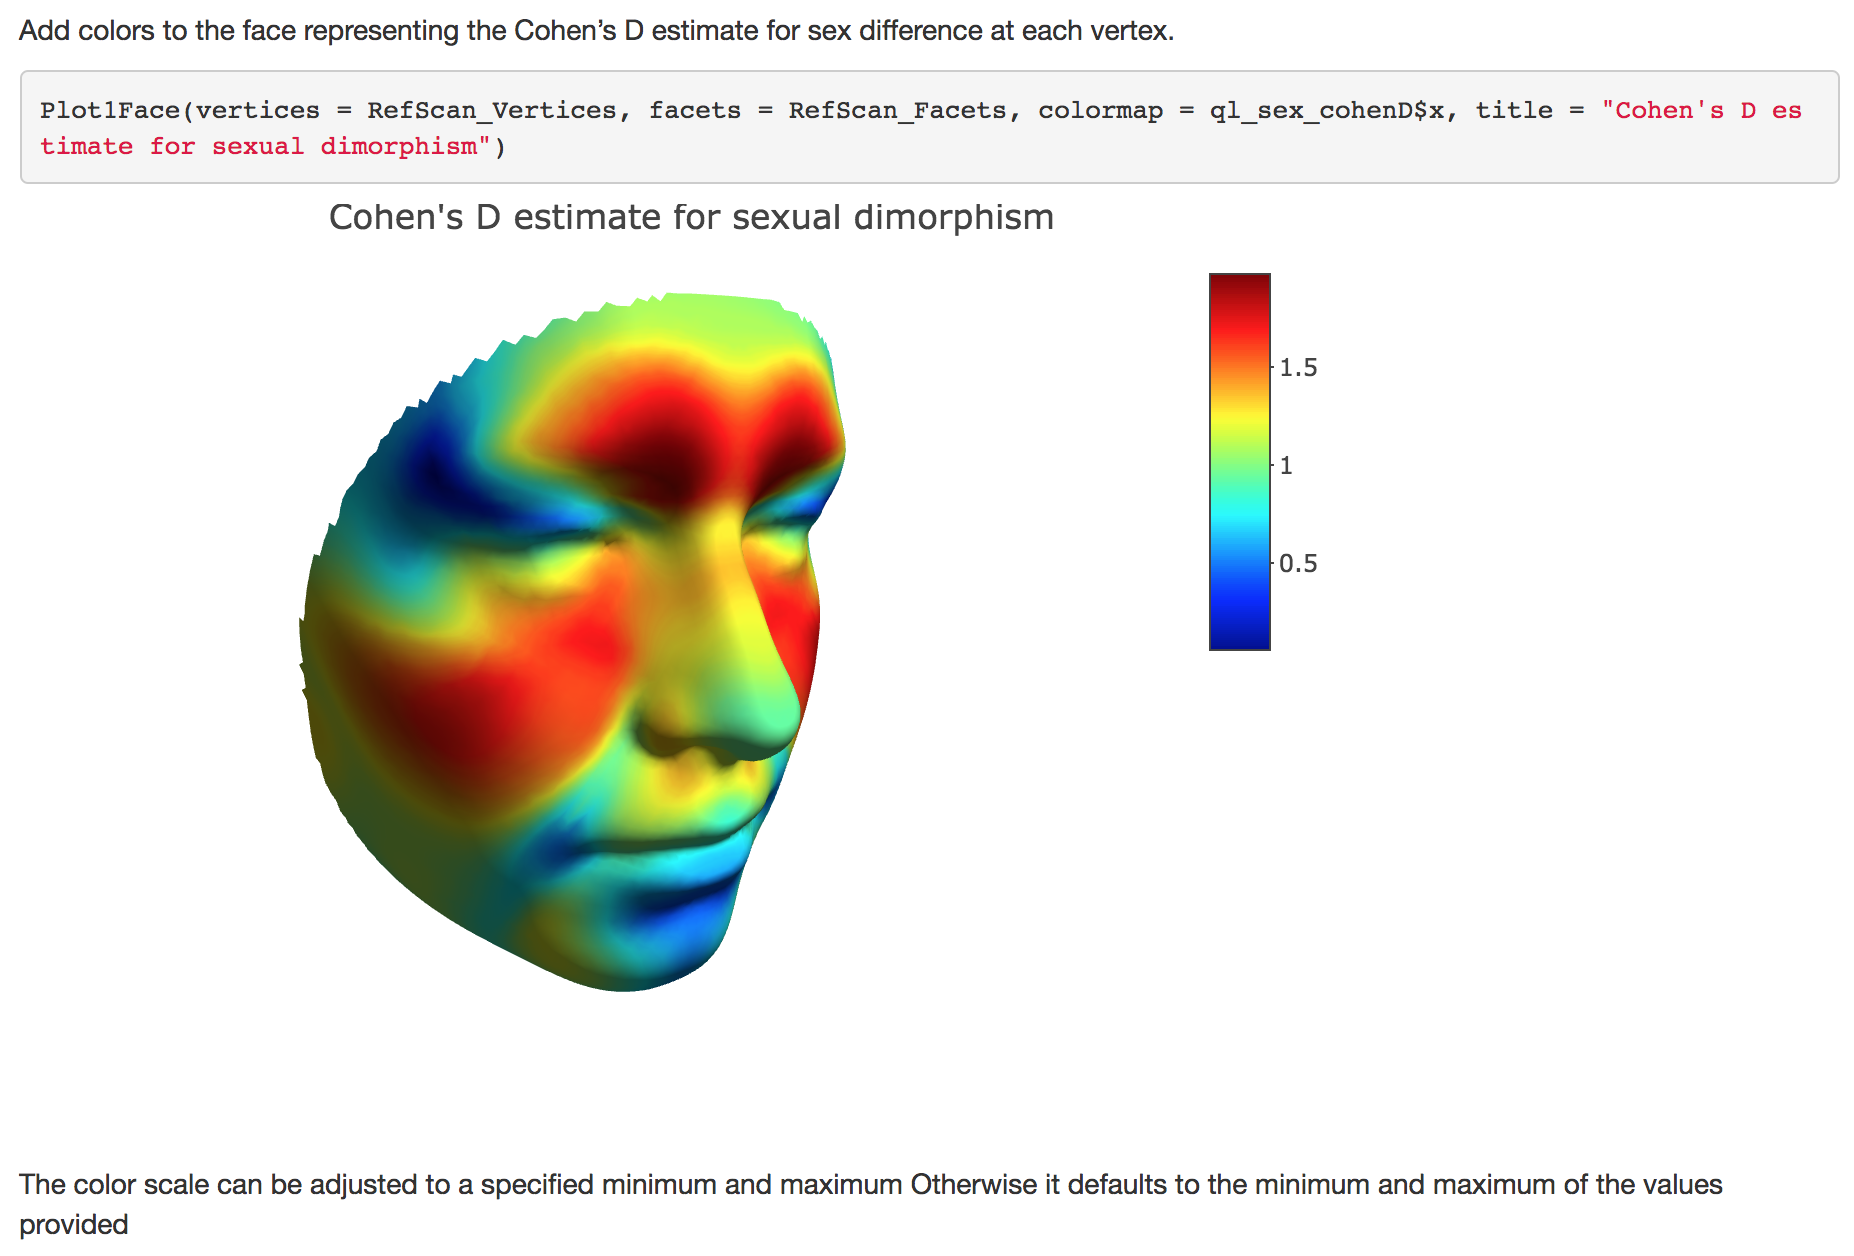 Add colors to the face representing the Cohen’s D estimate for sex difference at each vertex.
Plot1Face(vertices = RefScan_Vertices, facets = RefScan_Facets, colormap = ql_sex_cohenD$x, title = "Cohen's D es
timate for sexual dimorphism")
Cohen's D estimate for sexual dimorphism
1.5
1
0.5
The color scale can be adjusted to a specified minimum and maximum Otherwise it defaults to the minimum and maximum of the values
provided